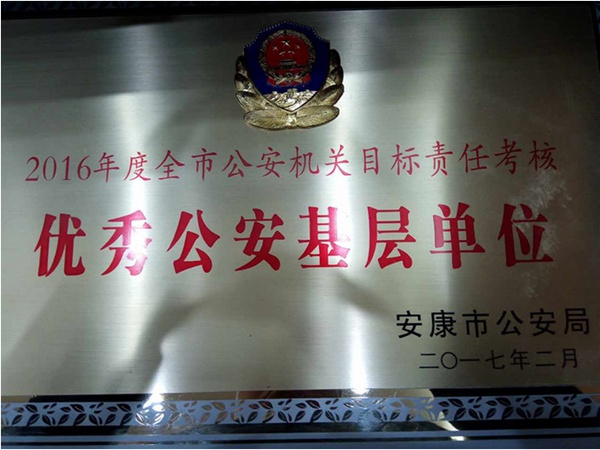 2016年度全市公安机关目标责任考核
优秀公安基层单位
安康市公安局
二〇一七年二月